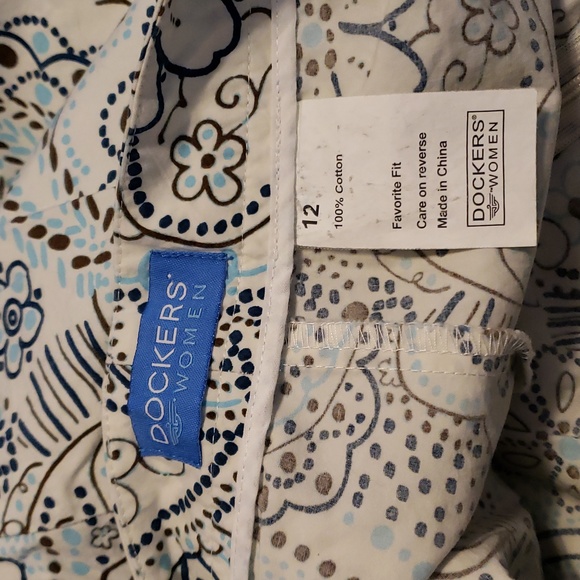 DOCKERS®
WOMEN
12
100% Cotton
Favorite Fit
Care on reverse
Made in China
DOCKERS®
WOMEN